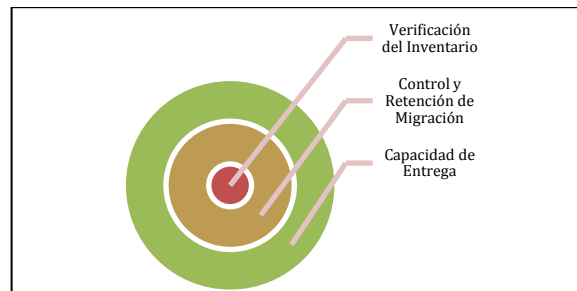 Verificación
del Inventario
Control y
Retención de
Migración
Capacidad de
Entrega